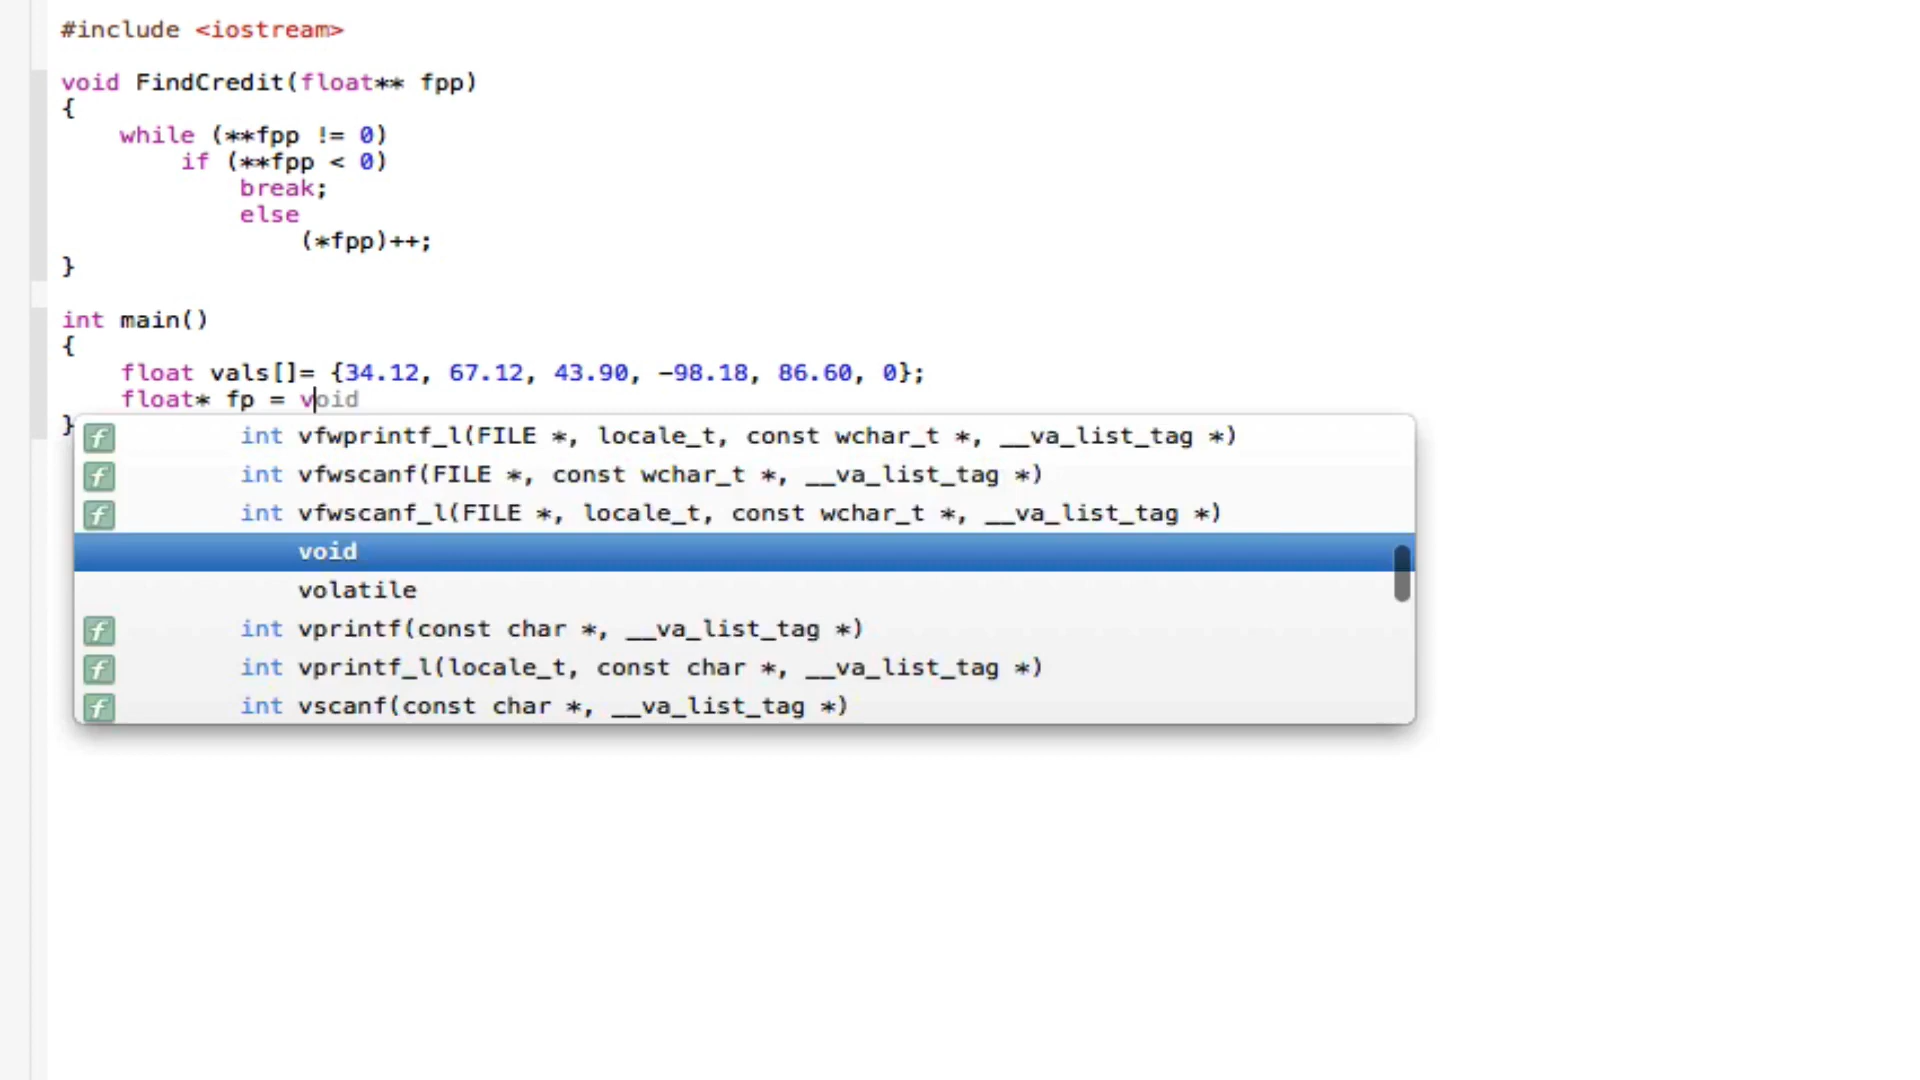 #include <iostream>
void FindCredit(float** fpp)
{
while (**fpp != 0)
if (**fpp < 0)
break;
else
(*fpp)++;
}
int main()
{
float vals[]= {34.12, 67.12, 43.90, -98.18, 86.60, 0};
float* fp = void
}
f int vfwprintf_l(FILE *, locale_t, const wchar_t *, __va_list_tag *)
f int vfwscanf(FILE *, const wchar_t *, __va_list_tag *)
f int vfwscanf_l(FILE *, locale_t, const wchar_t *, __va_list_tag *)
void
volatile
f int vprintf(const char *, __va_list_tag *)
f int vprintf_l(locale_t, const char *, __va_list_tag *)
f int vscanf(const char *, __va_list_tag *)